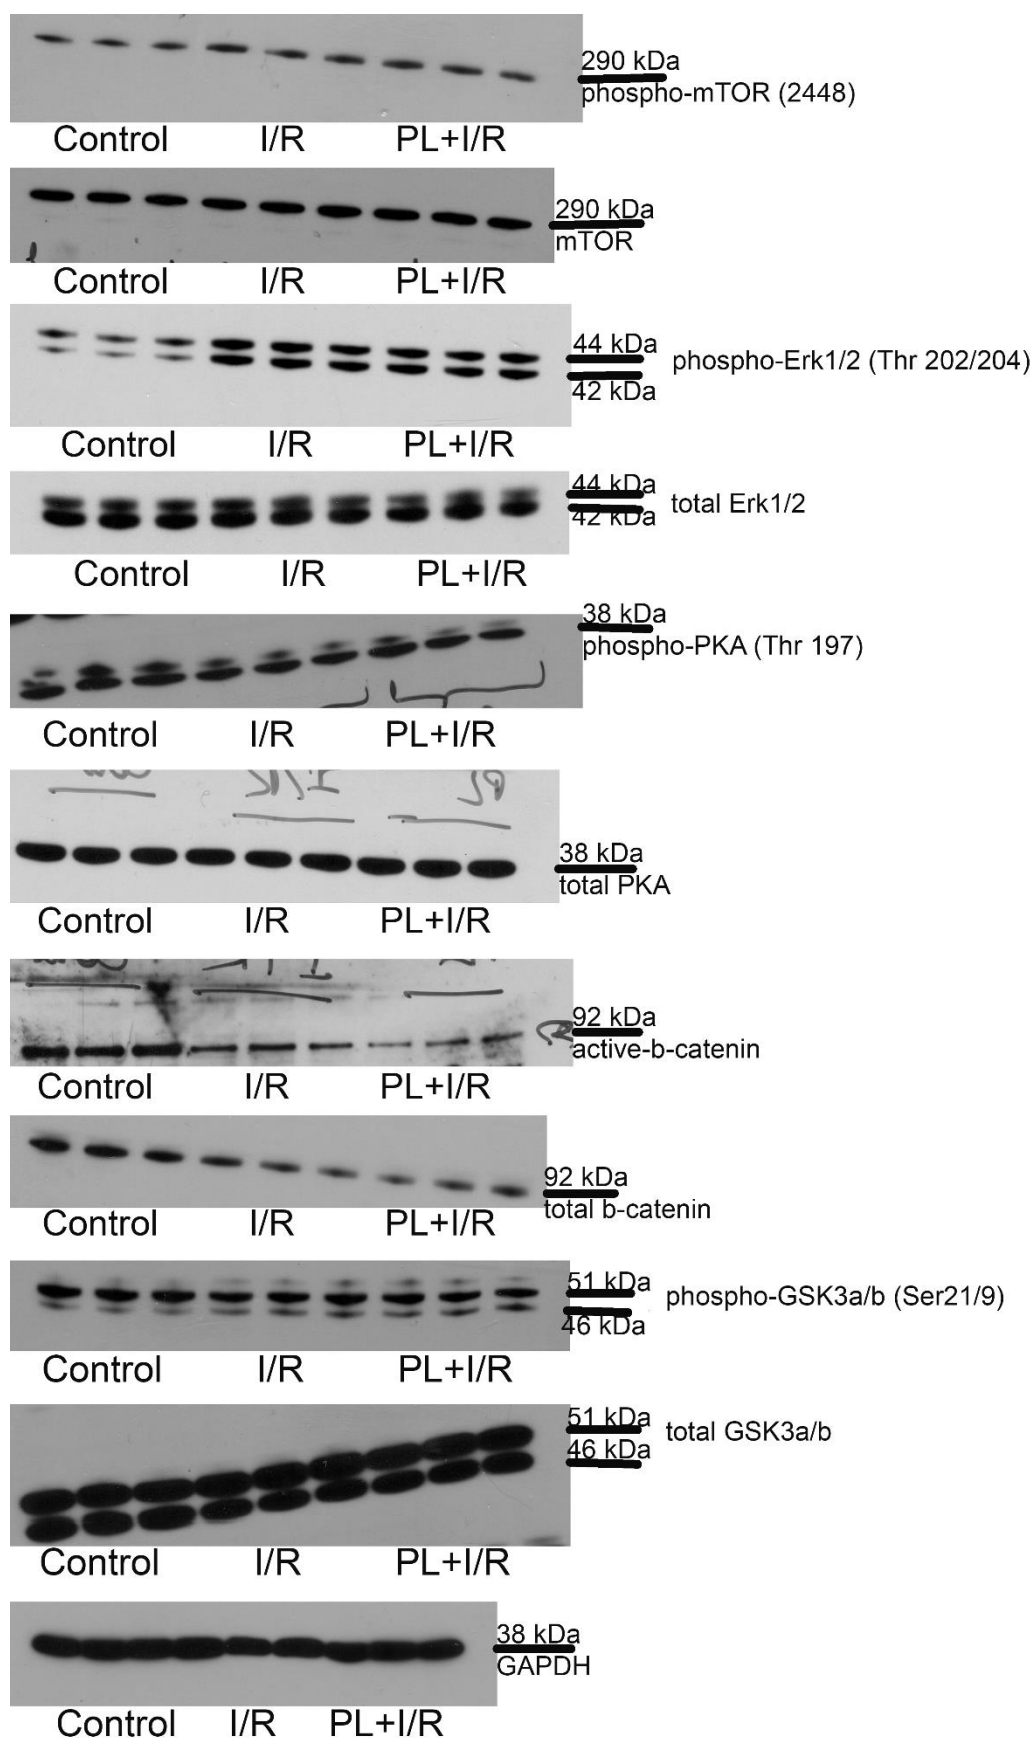 290 kDa
phospho-mTOR (2448)
Control I/R PL+I/R
290 kDa
mTOR
Control I/R PL+I/R
44 kDa
phospho-Erk1/2 (Thr 202/204)
42 kDa
Control I/R PL+I/R
44 kDa
total Erk1/2
42 kDa
Control I/R PL+I/R
38 kDa
phospho-PKA (Thr 197)
Control I/R PL+I/R
38 kDa
total PKA
Control I/R PL+I/R
92 kDa
active-b-catenin
Control I/R PL+I/R
92 kDa
total b-catenin
Control I/R PL+I/R
51 kDa
phospho-GSK3a/b (Ser21/9)
46 kDa
Control I/R PL+I/R
51 kDa
total GSK3a/b
46 kDa
Control I/R PL+I/R
38 kDa
GAPDH
Control I/R PL+I/R